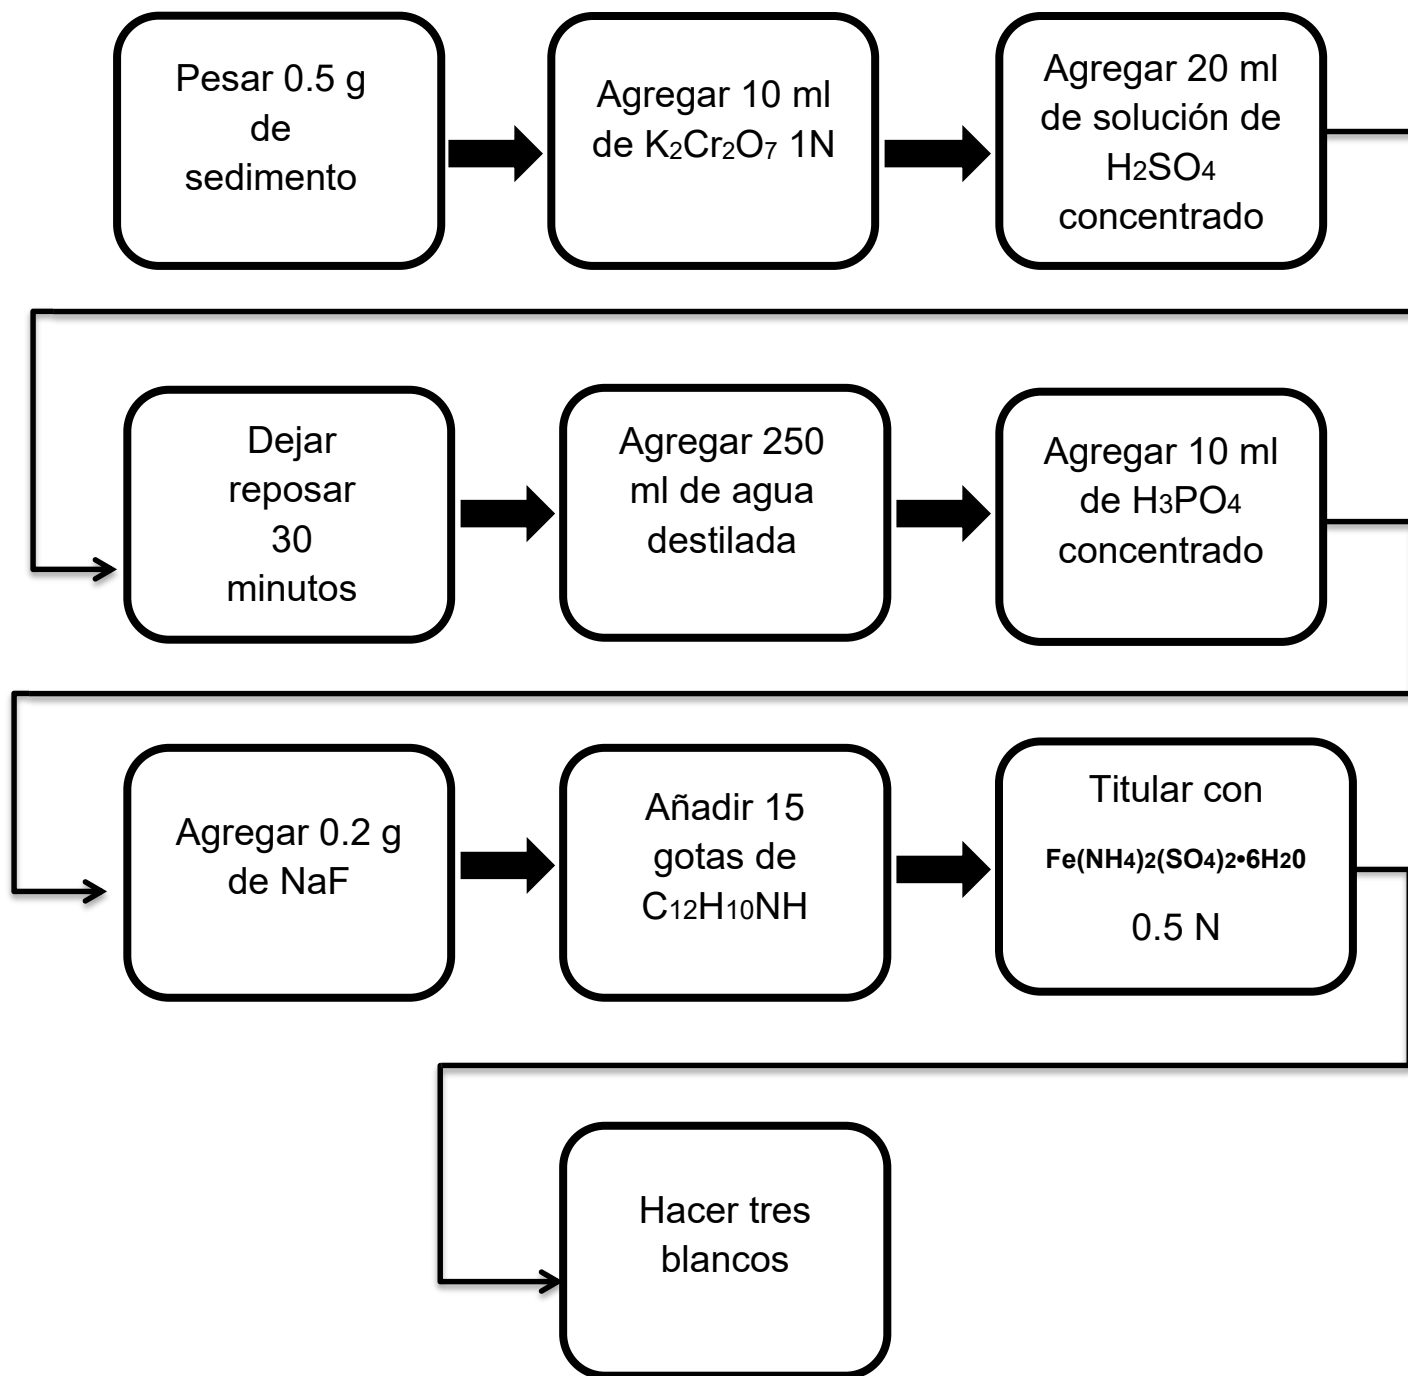 Pesar 0.5 g
de
sedimento
Agregar 10 ml
de K₂Cr₂O₇ 1N
Agregar 20 ml
de solución de
H₂SO₄
concentrado
Dejar
reposar
30
minutos
Agregar 250
ml de agua
destilada
Agregar 10 ml
de H₃PO₄
concentrado
Agregar 0.2 g
de NaF
Añadir 15
gotas de
C₁₂H₁₀NH
Titular con
Fe(NH₄)₂(SO₄)₂•6H₂0
0.5 N
Hacer tres
blancos